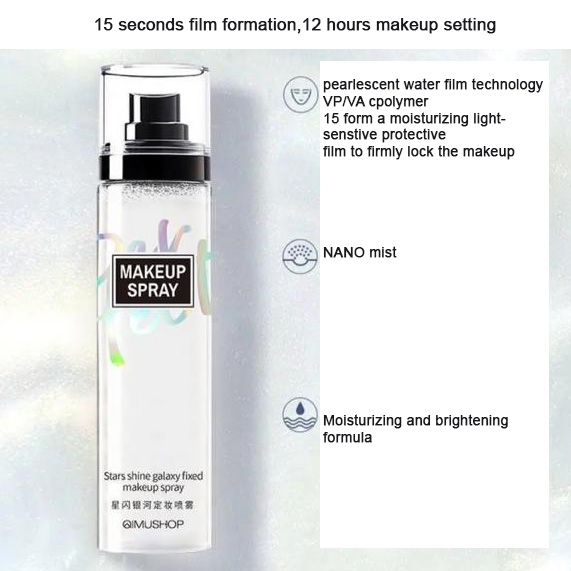 15 seconds film formation,12 hours makeup setting
pearlescent water film technology
VP/VA cpolymer
15 form a moisturizing light-
senstive protective
film to firmly lock the makeup
NANO mist
Moisturizing and brightening
formula
MAKEUP
SPRAY
Stars shine galaxy fixed
makeup spray
星闪银河定妆喷雾
QIMUSHOP